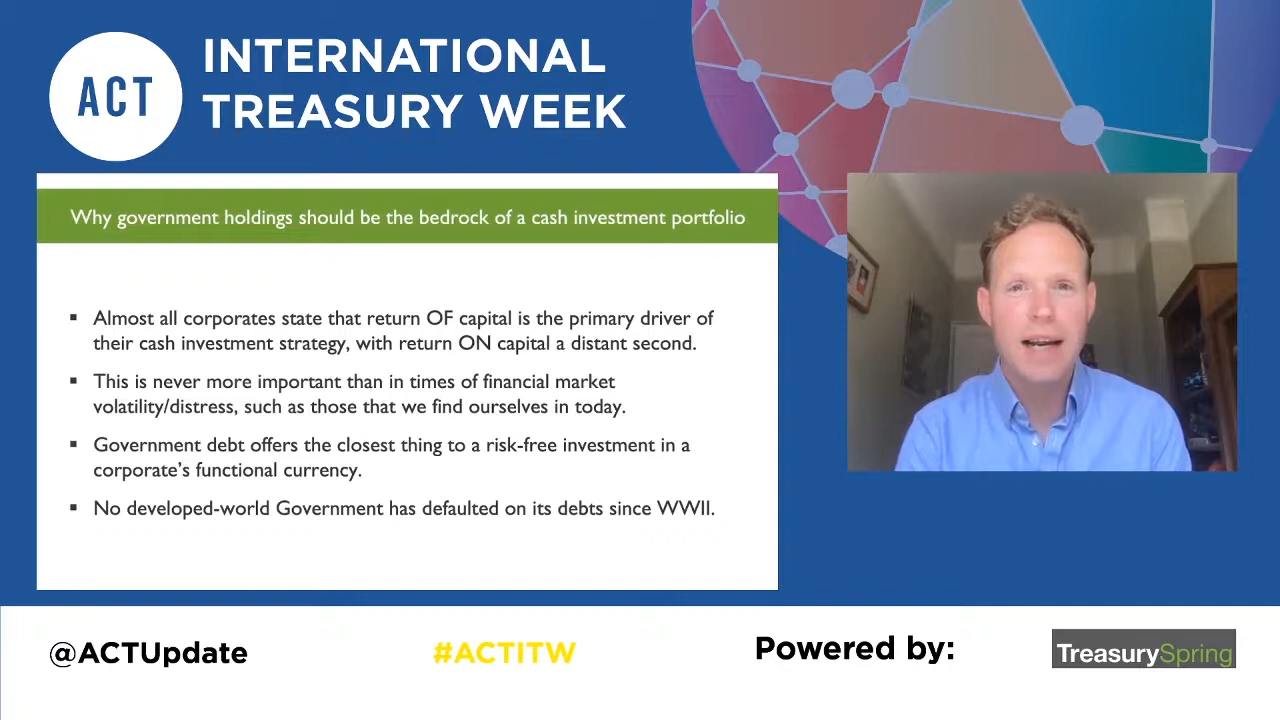 ACT
INTERNATIONAL
TREASURY WEEK
Why government holdings should be the bedrock of a cash investment portfolio
▪ Almost all corporates state that return OF capital is the primary driver of
their cash investment strategy, with return ON capital a distant second.
▪ This is never more important than in times of financial market
volatility/distress, such as those that we find ourselves in today.
▪ Government debt offers the closest thing to a risk-free investment in a
corporate’s functional currency.
▪ No developed-world Government has defaulted on its debts since WWII.
@ACTUpdate
#ACTITW
Powered by:
TreasurySpring